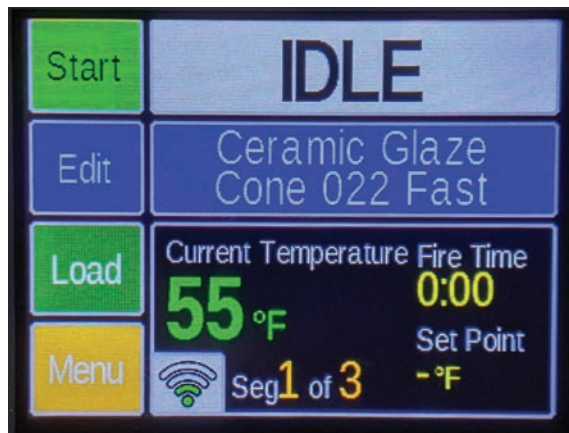 Start
IDLE
Edit
Ceramic Glaze
Cone 022 Fast
Load
Current Temperature
Fire Time
55 °F
0:00
Set Point
Menu
Seg1 of 3
- °F